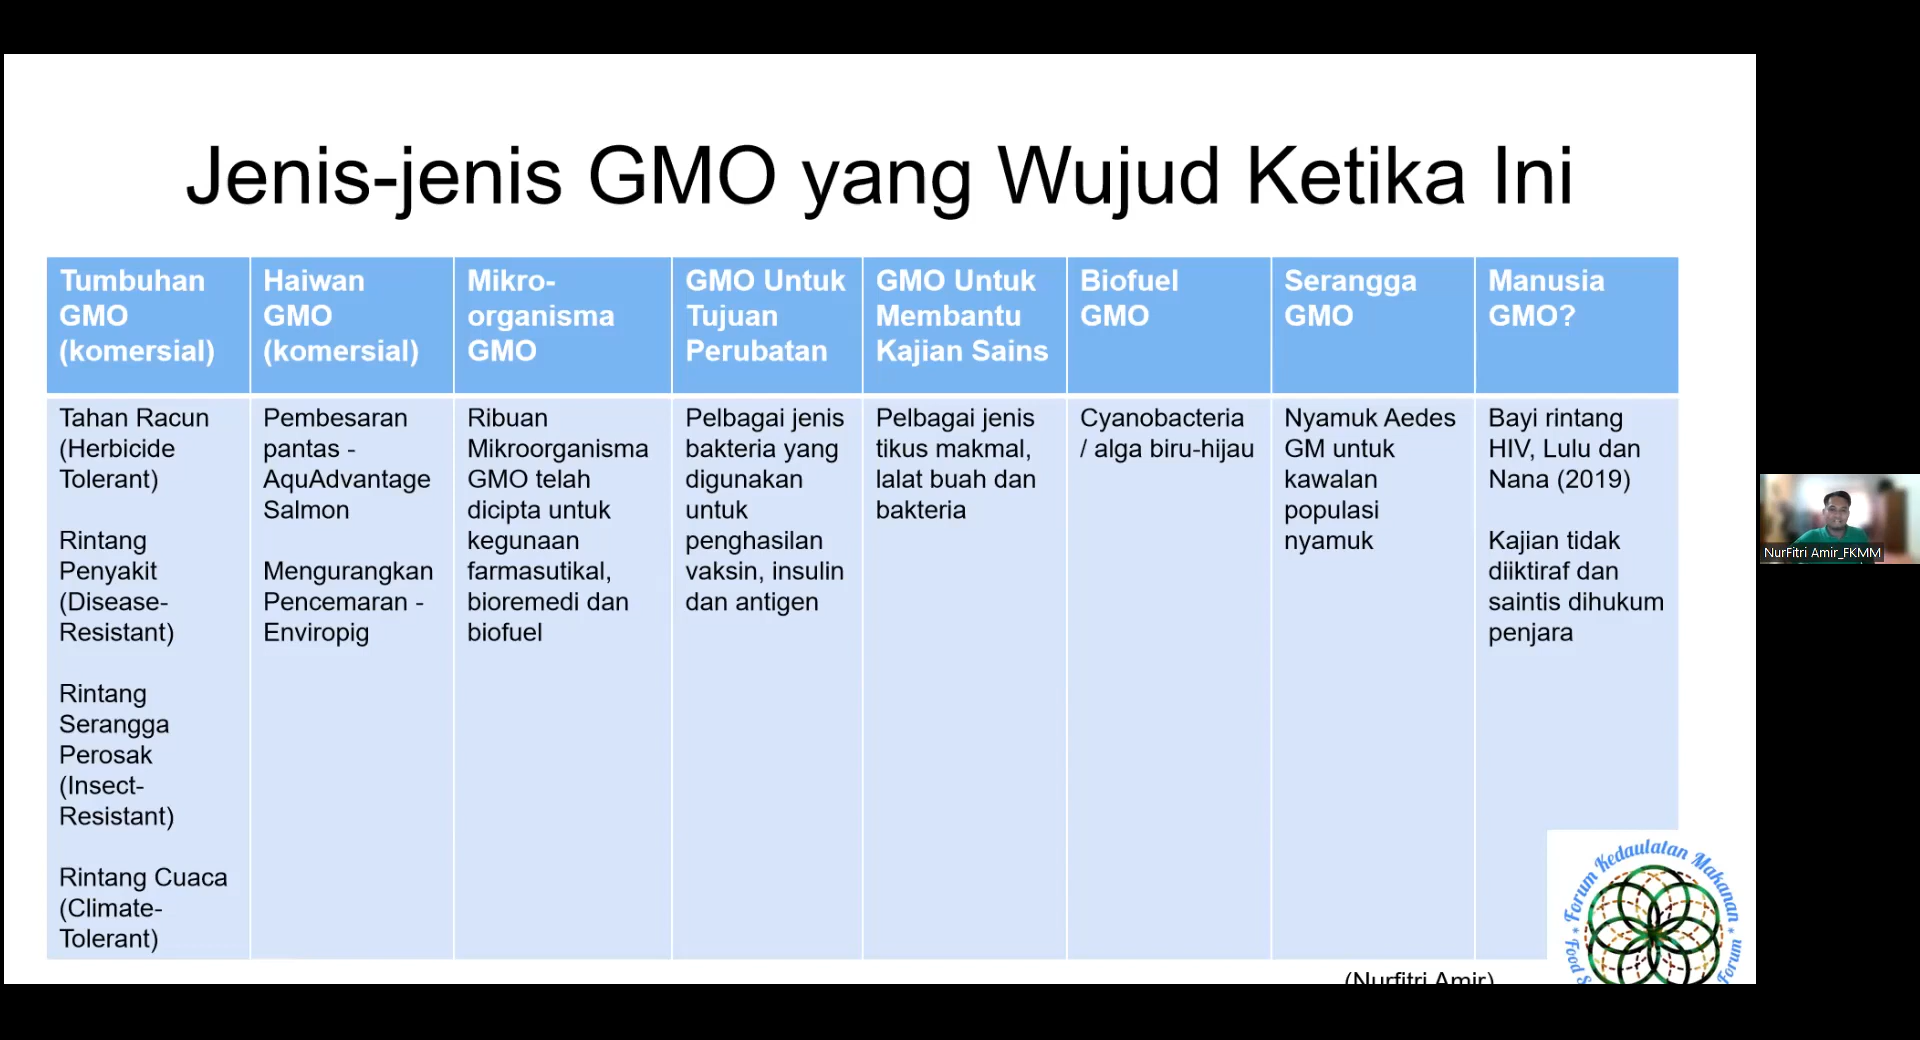 Jenis-jenis GMO yang Wujud Ketika Ini
Tumbuhan
GMO
(komersial)
Haiwan
GMO
(komersial)
Mikro-
organisma
GMO
GMO Untuk
Tujuan
Perubatan
GMO Untuk
Membantu
Kajian Sains
Biofuel
GMO
Serangga
GMO
Manusia
GMO?
Tahan Racun
(Herbicide
Tolerant)
Rintang
Penyakit
(Disease-
Resistant)
Rintang
Serangga
Perosak
(Insect-
Resistant)
Rintang Cuaca
(Climate-
Tolerant)
Pembesaran
pantas -
AquAdvantage
Salmon
Mengurangkan
Pencemaran -
Enviropig
Ribuan
Mikroorganisma
GMO telah
dicipta untuk
kegunaan
farmasutikal,
bioremedi dan
biofuel
Pelbagai jenis
bakteria yang
digunakan
untuk
penghasilan
vaksin, insulin
dan antigen
Pelbagai jenis
tikus makmal,
lalat buah dan
bakteria
Cyanobacteria
/ alga biru-hijau
Nyamuk Aedes
GM untuk
kawalan
populasi
nyamuk
Bayi rintang
HIV, Lulu dan
Nana (2019)
Kajian tidak
diiktiraf dan
saintis dihukum
penjara
(Nurfitri Amir)
Forum Kedaulatan Makanan
Food
Forum
NurFitri Amir_FKMM